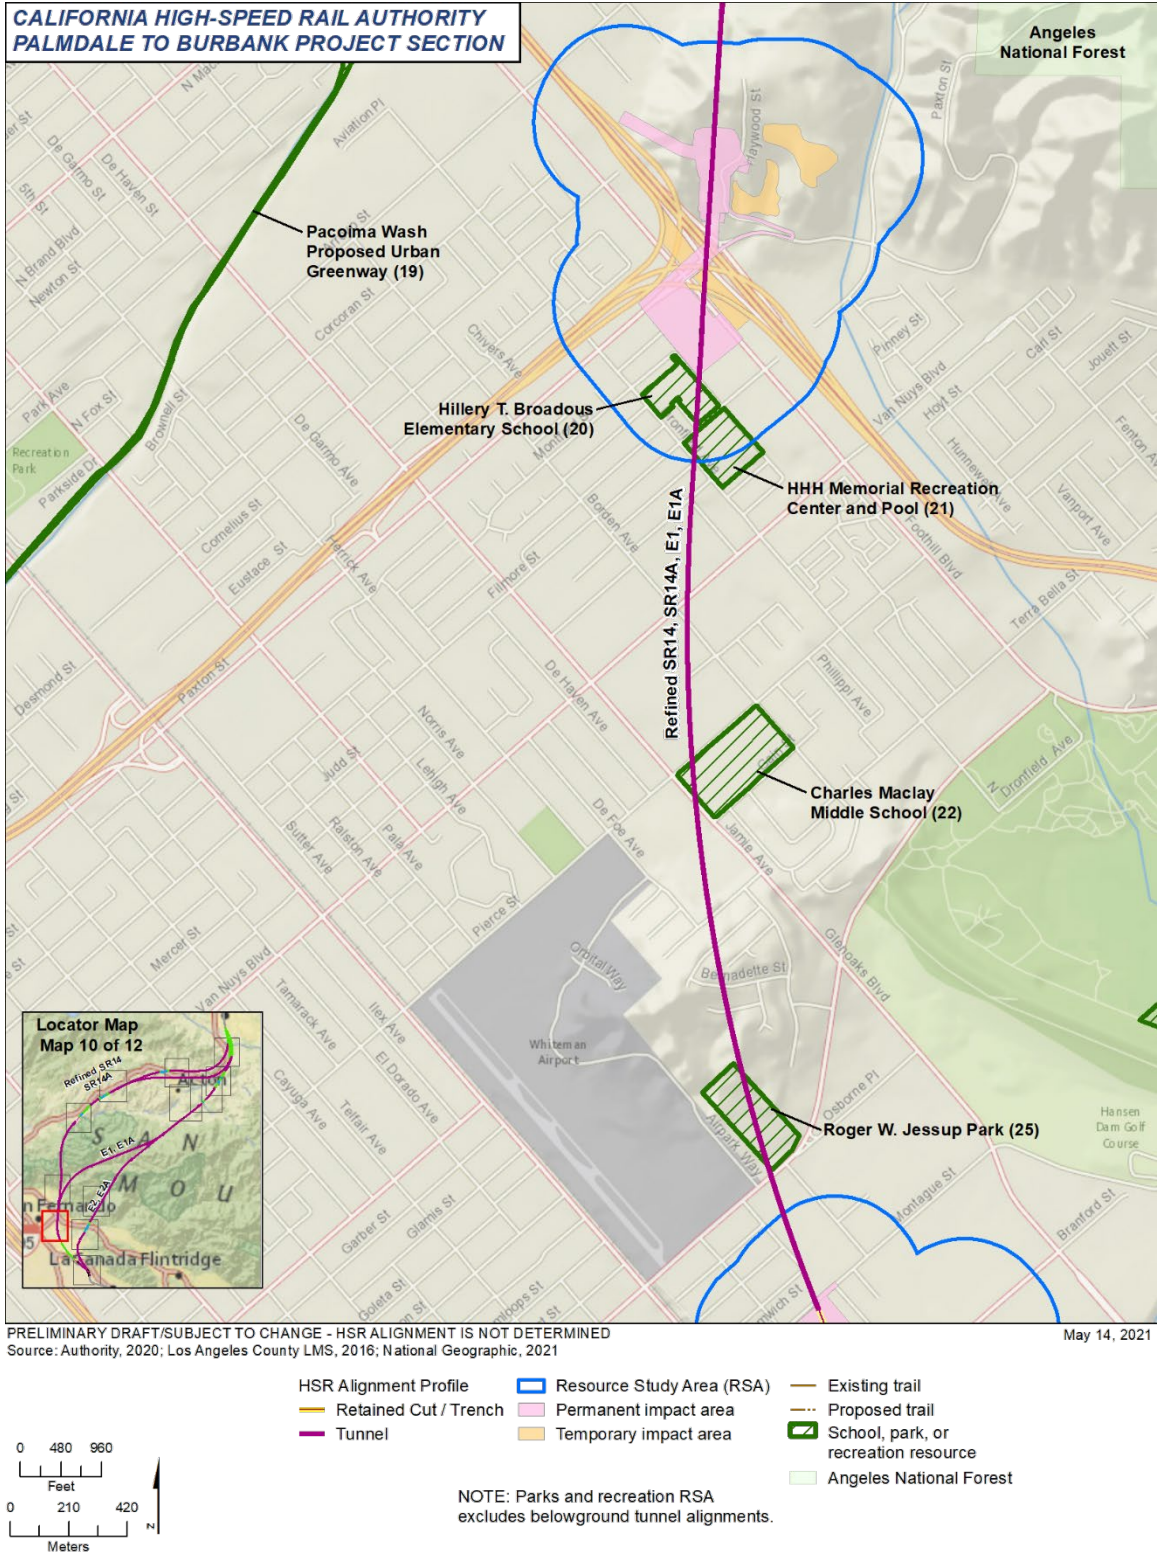 CALIFORNIA HIGH-SPEED RAIL AUTHORITY
PALMDALE TO BURBANK PROJECT SECTION
Angeles
National Forest
Paxton St
Haywood St
Aviation Pl
De Garmo St
De Haven St
5th St
N Brand Blvd
Newton St
Pacoima Wash
Proposed Urban
Greenway (19)
Corcoran St
Chivers Ave
Pinney St
Carl St
Jouett St
Van Nuys Blvd
Hoyt St
Park Ave
N Fox St
Brownell St
De Garmo Ave
Hillery T. Broadous
Elementary School (20)
Recreation
Park
Parkside Dr
Hunnewell Ave
Fenton Ave
Vanport Ave
HHH Memorial Recreation
Center and Pool (21)
Cornelius St
Eustace St
Herrick Ave
Borden Ave
Filmore St
Foothill Blvd
Terra Bella St
Refined SR14, SR14A, E1, E1A
Desmond St
Paxton St
De Haven Ave
Phillippi Ave
Norris Ave
Judd St
Lehigh Ave
N Dronfield Ave
Charles Maclay
Middle School (22)
Sutter Ave
Ralston Ave
Pala Ave
De Foe Ave
Jamie Ave
Pierce St
Mercer St
Van Nuys Blvd
Orbital Way
Bernadette St
Glenoaks Blvd
Tamarack Ave
Ilex Ave
Whiteman
Airport
El Dorado Ave
Cayuga Ave
Telfair Ave
Osborne Pl
Airpark Way
Roger W. Jessup Park (25)
Hansen
Dam Golf
Course
Montague St
Branford St
Garber St
Glamis St
Goleta St
Locator Map
Map 10 of 12
Refined SR14
SR14A
Acton
E1, E1A
E2, E2A
S A N
M O U
n Fernando
05
La Canada Flintridge
PRELIMINARY DRAFT/SUBJECT TO CHANGE - HSR ALIGNMENT IS NOT DETERMINED
May 14, 2021
Source: Authority, 2020; Los Angeles County LMS, 2016; National Geographic, 2021
HSR Alignment Profile
Retained Cut / Trench
Tunnel
Resource Study Area (RSA)
Permanent impact area
Temporary impact area
Existing trail
Proposed trail
School, park, or
recreation resource
Angeles National Forest
0 480 960
Feet
0 210 420
Meters
Z
NOTE: Parks and recreation RSA
excludes belowground tunnel alignments.